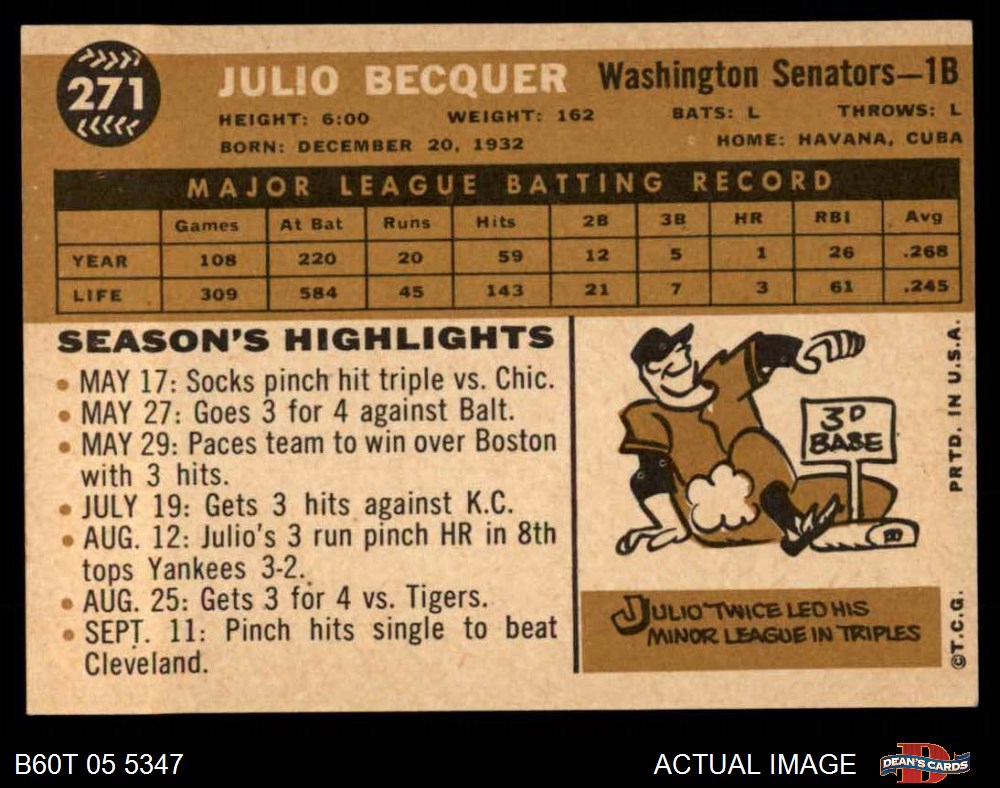 271
JULIO BECQUER Washington Senators—1B
HEIGHT: 6:00 WEIGHT: 162 BATS: L THROWS: L
BORN: DECEMBER 20, 1932 HOME: HAVANA, CUBA
MAJOR LEAGUE BATTING RECORD
Games At Bat Runs Hits 2B 3B HR RBI Avg
YEAR 108 220 20 59 12 5 1 26 .268
LIFE 309 584 45 143 21 7 3 61 .245
SEASON'S HIGHLIGHTS
• MAY 17: Socks pinch hit triple vs. Chic.
• MAY 27: Goes 3 for 4 against Balt.
• MAY 29: Paces team to win over Boston
with 3 hits.
• JULY 19: Gets 3 hits against K.C.
• AUG. 12: Julio's 3 run pinch HR in 8th
tops Yankees 3-2.
• AUG. 25: Gets 3 for 4 vs. Tigers.
• SEPT. 11: Pinch hits single to beat
Cleveland.
3D
BASE
JULIO TWICE LED HIS
MINOR LEAGUE IN TRIPLES
©T.C.G. PRTD. IN U.S.A.
B60T 05 5347 ACTUAL IMAGE
D
DEAN'S CARDS